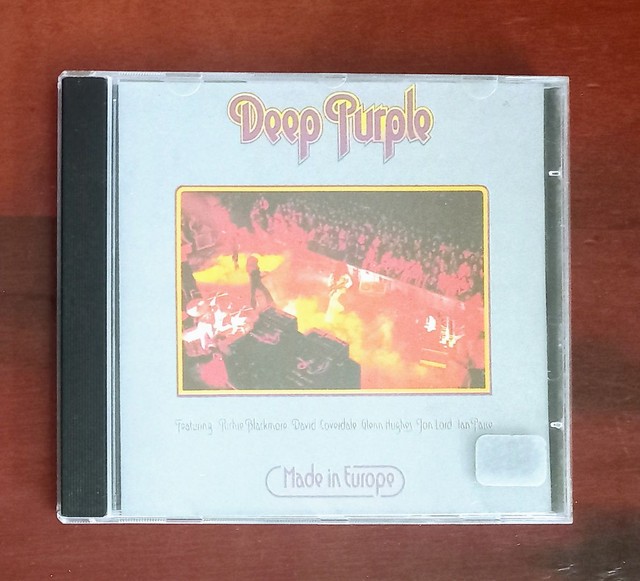 Deep Purple
Featuring Ritchie Blackmore David Coverdale Glenn Hughes Jon Lord Ian Paice
Made in Europe